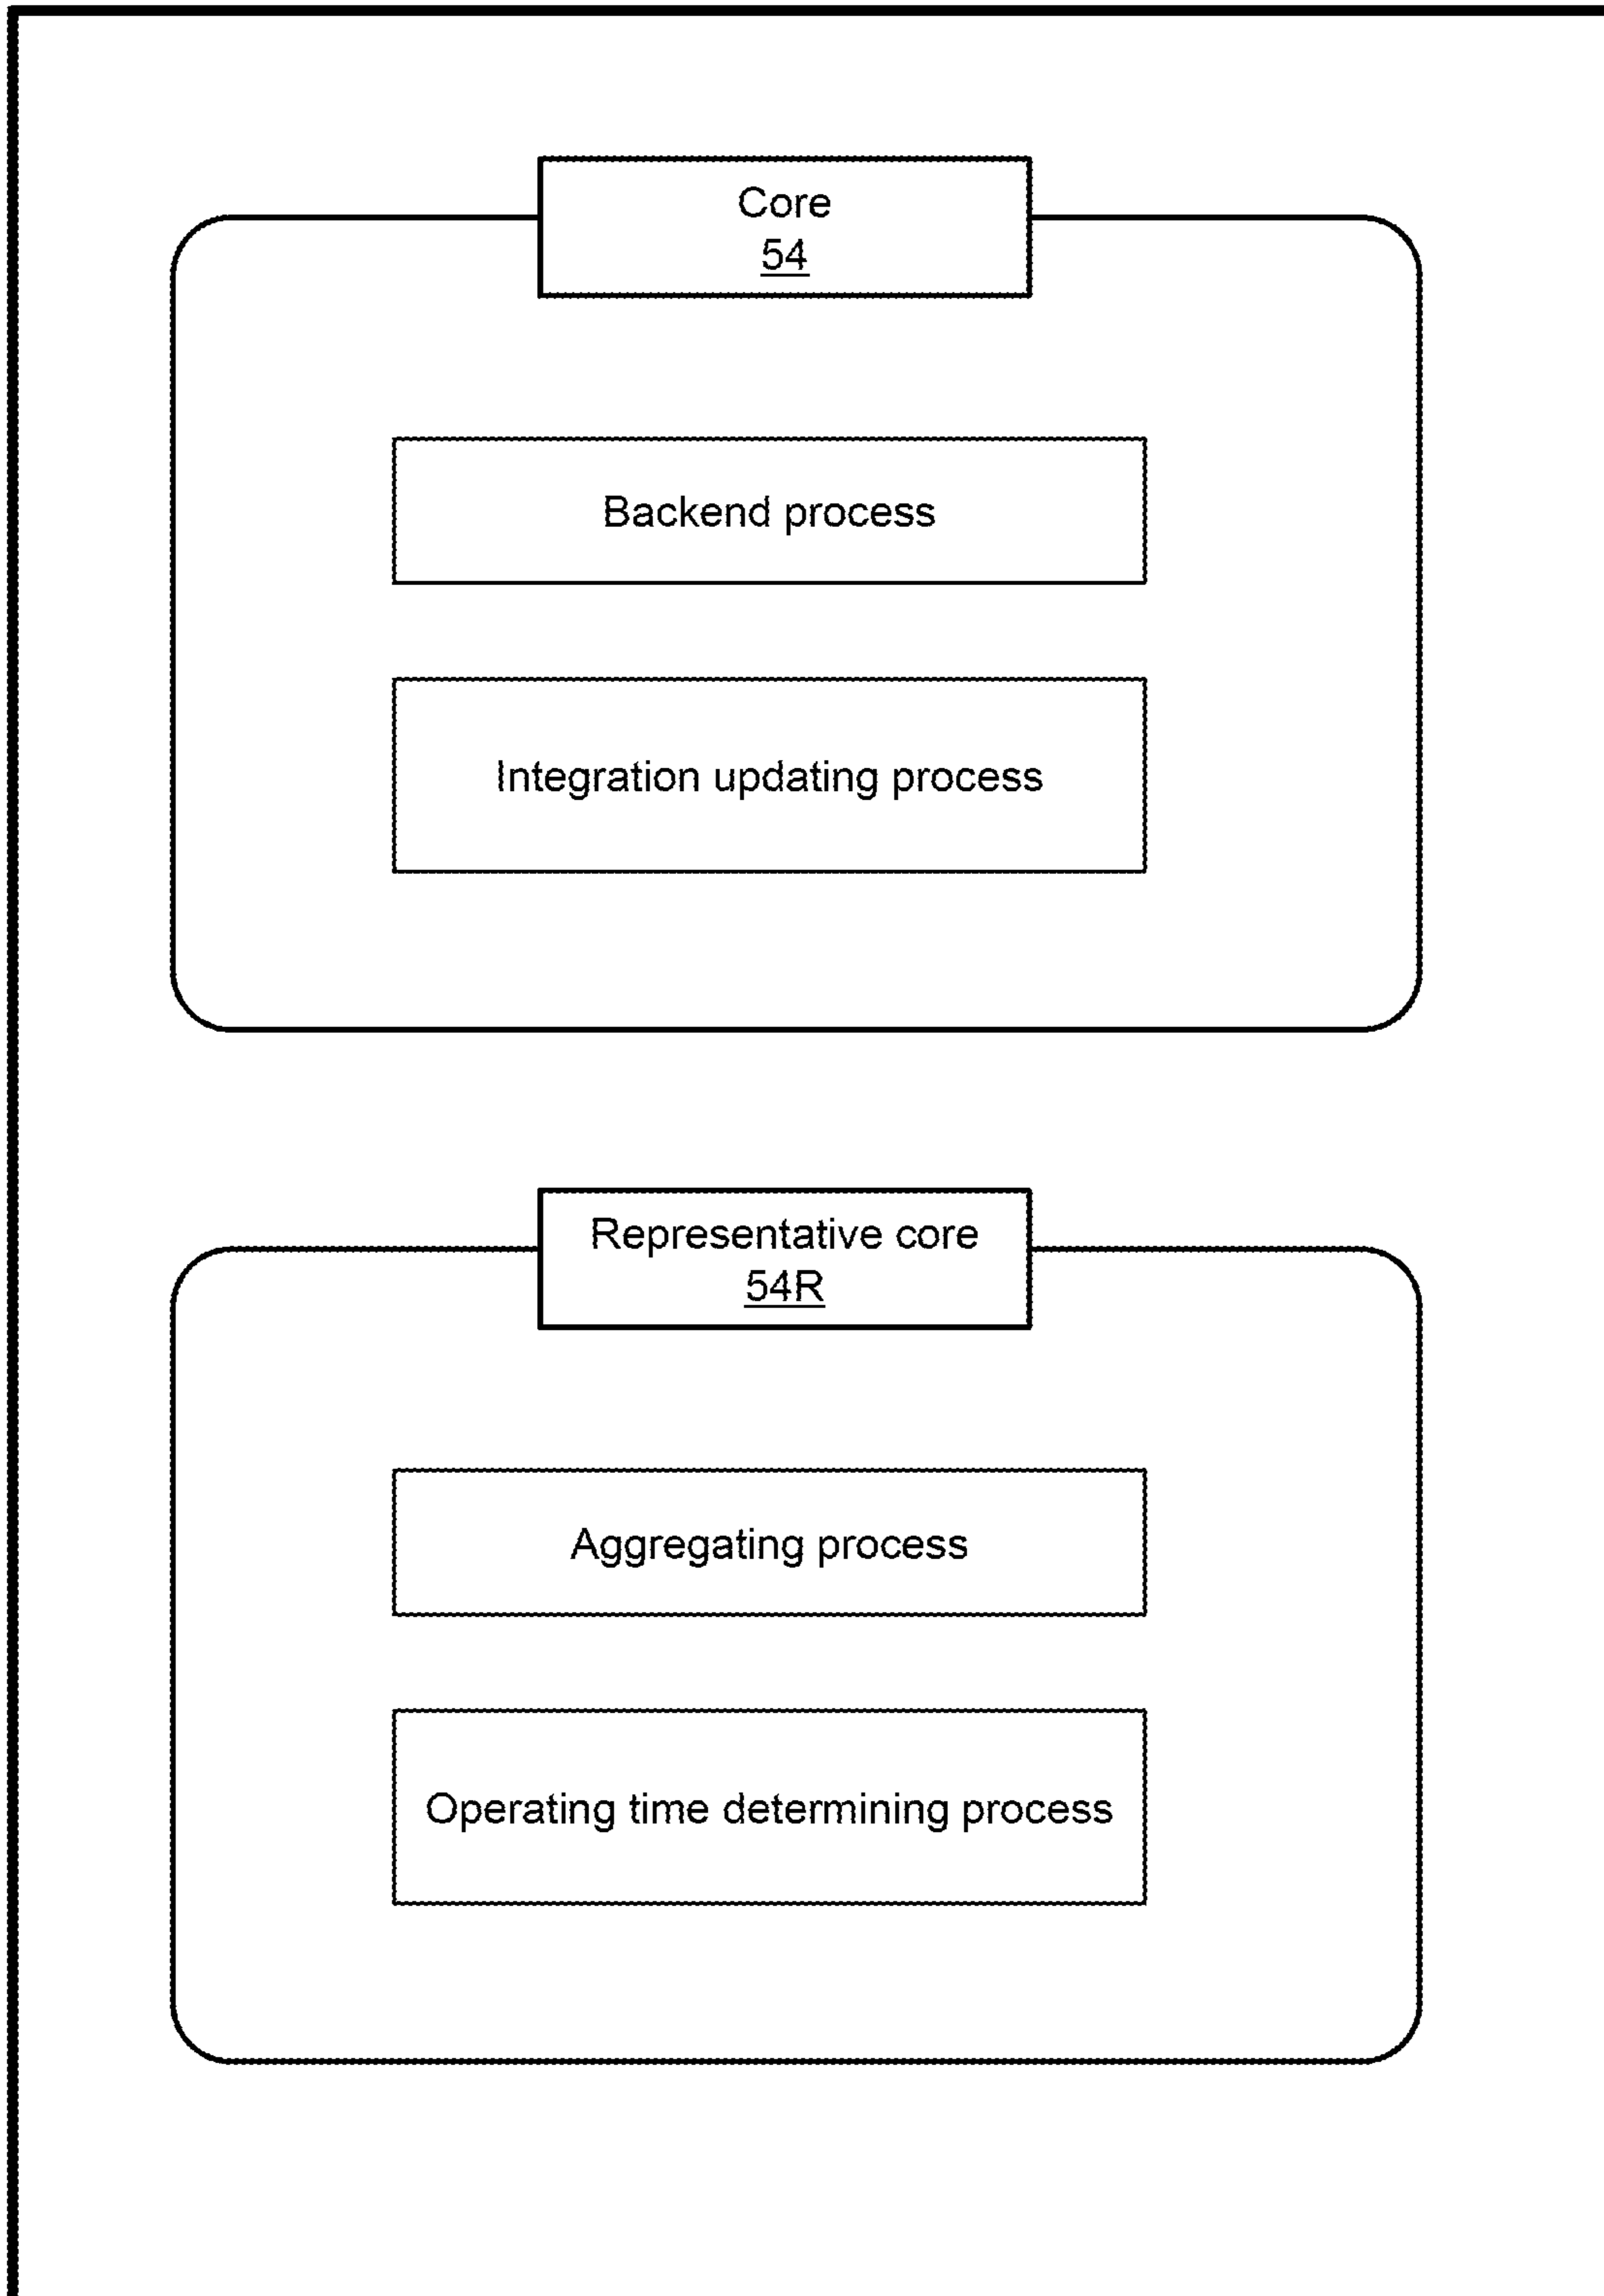 Core
54
Backend process
Integration updating process
Representative core
54R
Aggregating process
Operating time determining process